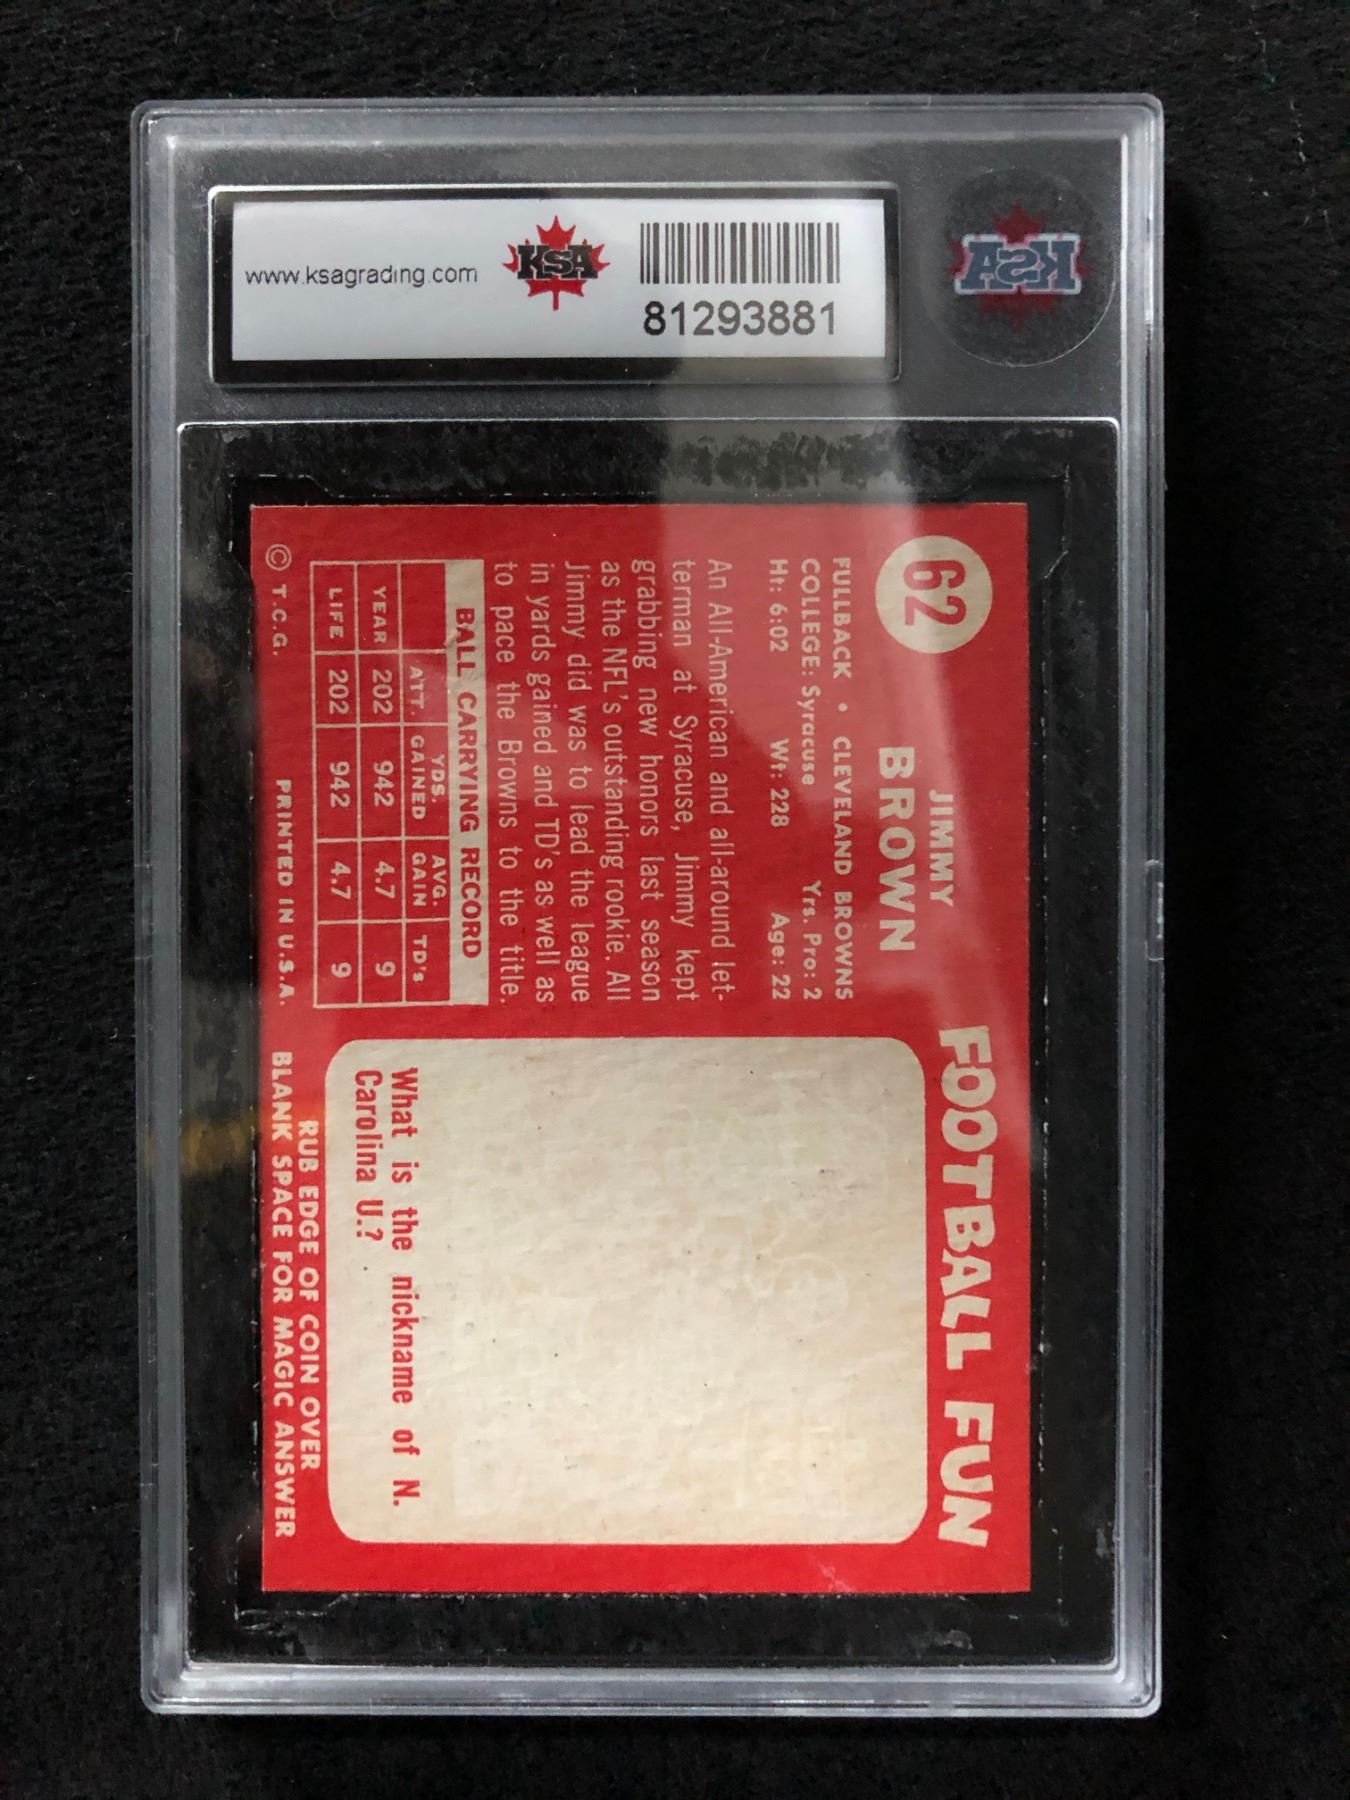 www.ksagrading.com
KSA
81293881
KSA
62
JIMMY
BROWN
FULLBACK • CLEVELAND BROWNS
COLLEGE: Syracuse Yrs. Pro: 2
Ht: 6:02 Wt: 228 Age: 22
An All-American and all-around let-
terman at Syracuse, Jimmy kept
grabbing new honors last season
as the NFL's outstanding rookie. All
Jimmy did was to lead the league
in yards gained and TD's as well as
to pace the Browns to the title.
BALL CARRYING RECORD
ATT. YDS. GAINED AVG. GAIN TD's
YEAR 202 942 4.7 9
LIFE 202 942 4.7 9
© T.C.G. PRINTED IN U.S.A.
FOOTBALL FUN
What is the nickname of N.
Carolina U.?
RUB EDGE OF COIN OVER
BLANK SPACE FOR MAGIC ANSWER